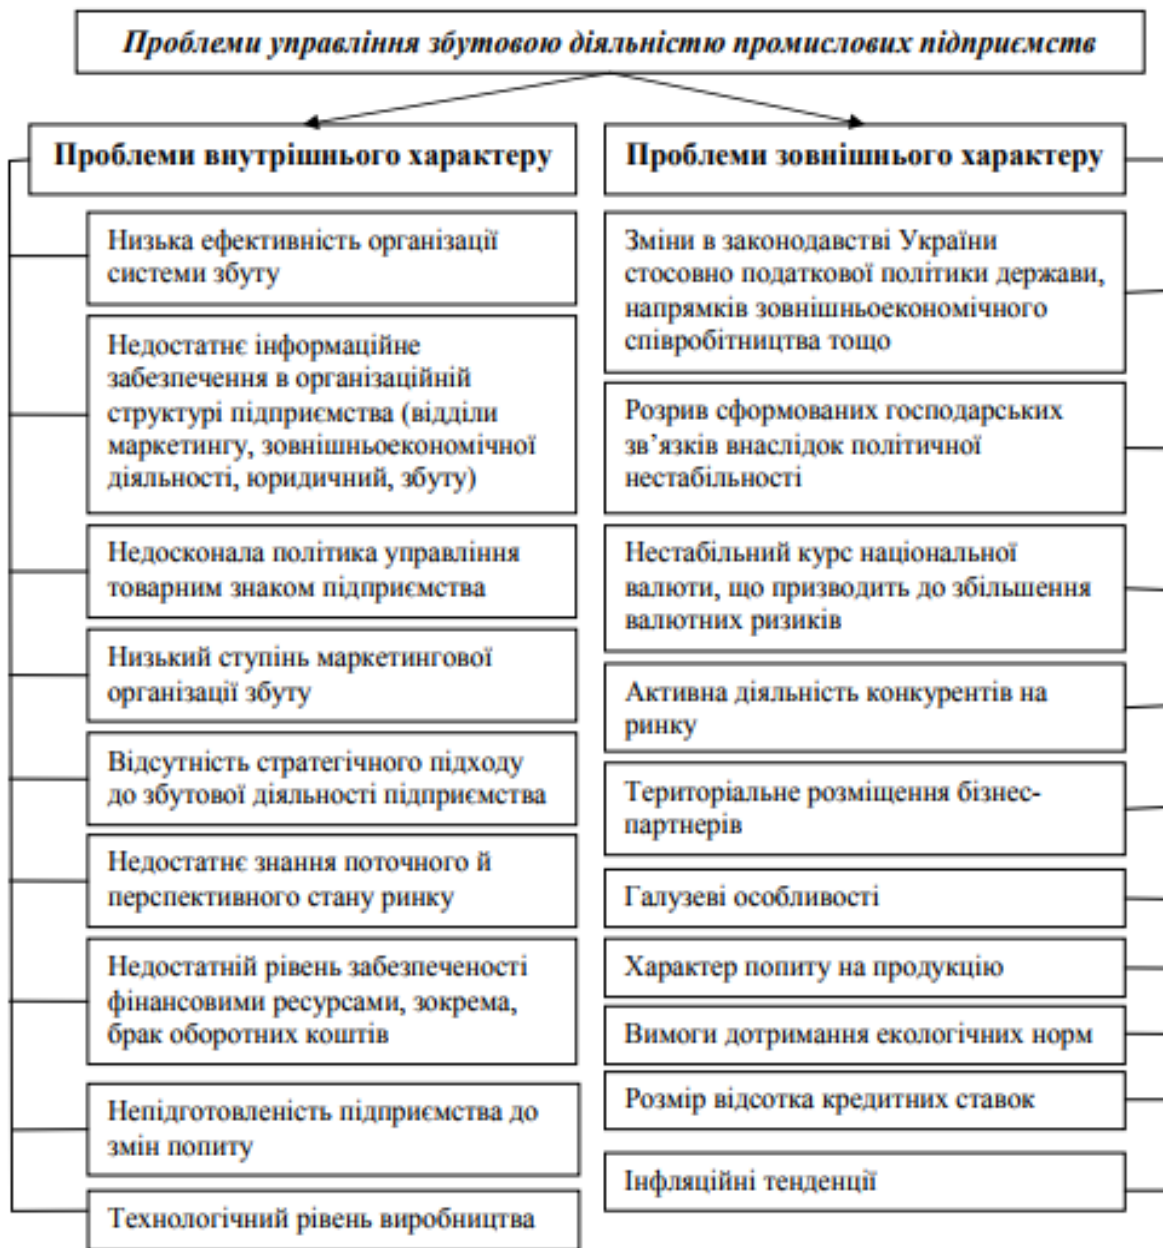 Проблеми управління збутовою діяльністю промислових підприємств
Проблеми внутрішнього характеру
Низька ефективність організації
системи збуту
Недостатнє інформаційне
забезпечення в організаційній
структурі підприємства (відділи
маркетингу, зовнішньоекономічної
діяльності, юридичний, збуту)
Недосконала політика управління
товарним знаком підприємства
Низький ступінь маркетингової
організації збуту
Відсутність стратегічного підходу
до збутової діяльності підприємства
Недостатнє знання поточного й
перспективного стану ринку
Недостатній рівень забезпеченості
фінансовими ресурсами, зокрема,
брак оборотних коштів
Непідготовленість підприємства до
змін попиту
Технологічний рівень виробництва
Проблеми зовнішнього характеру
Зміни в законодавстві України
стосовно податкової політики держави,
напрямків зовнішньоекономічного
співробітництва тощо
Розрив сформованих господарських
зв’язків внаслідок політичної
нестабільності
Нестабільний курс національної
валюти, що призводить до збільшення
валютних ризиків
Активна діяльність конкурентів на
ринку
Територіальне розміщення бізнес-
партнерів
Галузеві особливості
Характер попиту на продукцію
Вимоги дотримання екологічних норм
Розмір відсотка кредитних ставок
Інфляційні тенденції